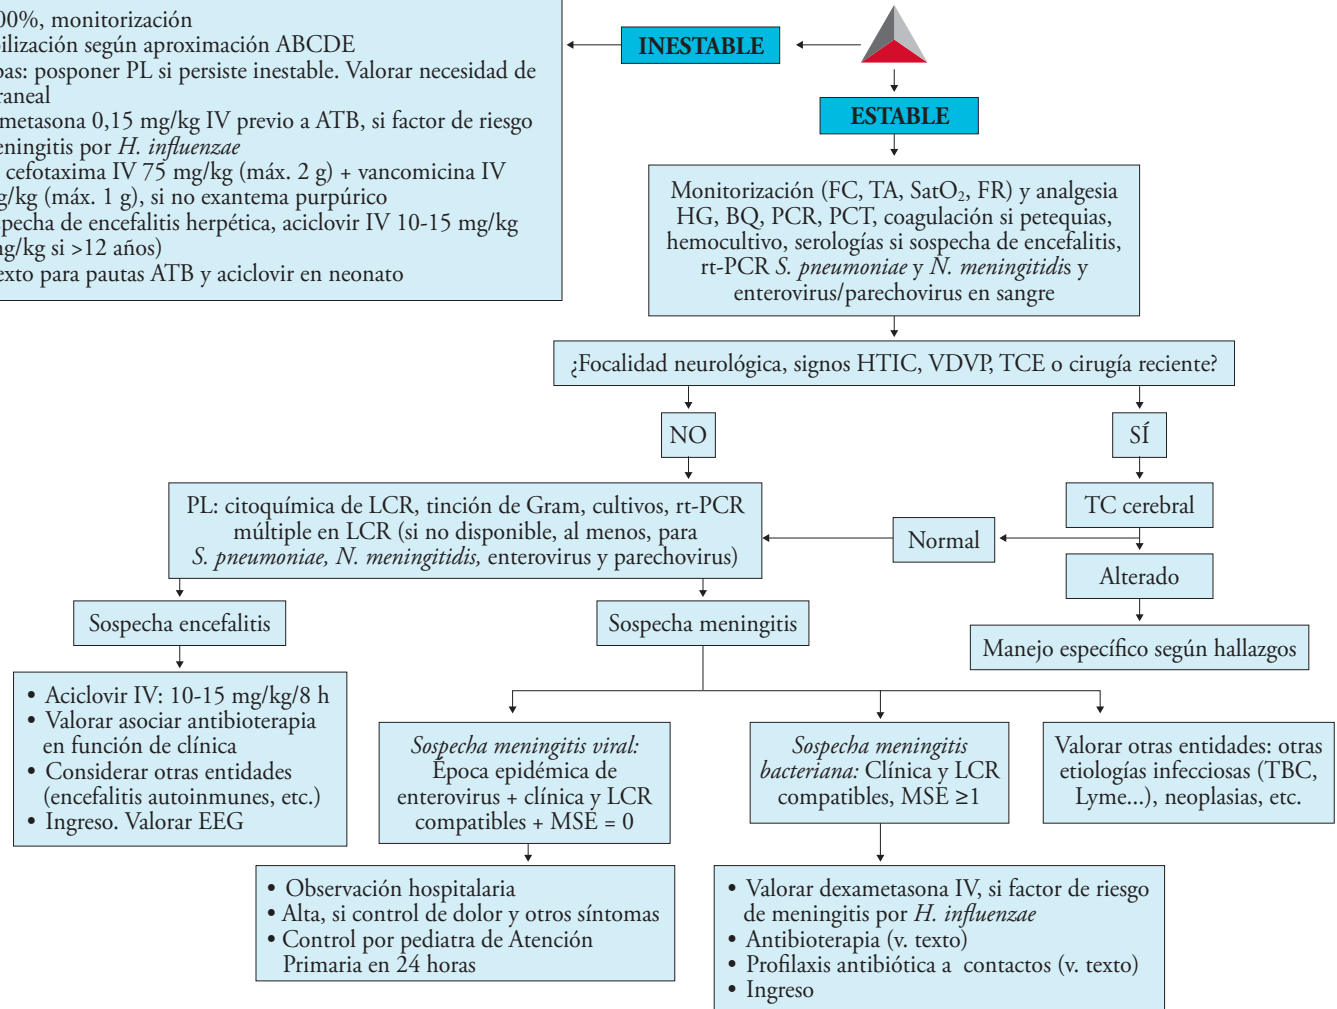 00%, monitorización
ilización según aproximación ABCDE
pas: posponer PL si persiste inestable. Valorar necesidad de
raneal
metasona 0,15 mg/kg IV previo a ATB, si factor de riesgo
eningitis por H. influenzae
cefotaxima IV 75 mg/kg (máx. 2 g) + vancomicina IV
g/kg (máx. 1 g), si no exantema purpúrico
specha de encefalitis herpética, aciclovir IV 10-15 mg/kg
mg/kg si >12 años)
exto para pautas ATB y aciclovir en neonato
INESTABLE
ESTABLE
Monitorización (FC, TA, SatO₂, FR) y analgesia
HG, BQ, PCR, PCT, coagulación si petequias,
hemocultivo, serologías si sospecha de encefalitis,
rt-PCR S. pneumoniae y N. meningitidis y
enterovirus/parechovirus en sangre
¿Focalidad neurológica, signos HTIC, VDVP, TCE o cirugía reciente?
NO
SÍ
PL: citoquímica de LCR, tinción de Gram, cultivos, rt-PCR
múltiple en LCR (si no disponible, al menos, para
S. pneumoniae, N. meningitidis, enterovirus y parechovirus)
Normal
TC cerebral
Alterado
Manejo específico según hallazgos
Sospecha encefalitis
Sospecha meningitis
• Aciclovir IV: 10-15 mg/kg/8 h
• Valorar asociar antibioterapia
en función de clínica
• Considerar otras entidades
(encefalitis autoinmunes, etc.)
• Ingreso. Valorar EEG
Sospecha meningitis viral:
Época epidémica de
enterovirus + clínica y LCR
compatibles + MSE = 0
Sospecha meningitis
bacteriana: Clínica y LCR
compatibles, MSE ≥1
Valorar otras entidades: otras
etiologías infecciosas (TBC,
Lyme...), neoplasias, etc.
• Observación hospitalaria
• Alta, si control de dolor y otros síntomas
• Control por pediatra de Atención
Primaria en 24 horas
• Valorar dexametasona IV, si factor de riesgo
de meningitis por H. influenzae
• Antibioterapia (v. texto)
• Profilaxis antibiótica a contactos (v. texto)
• Ingreso